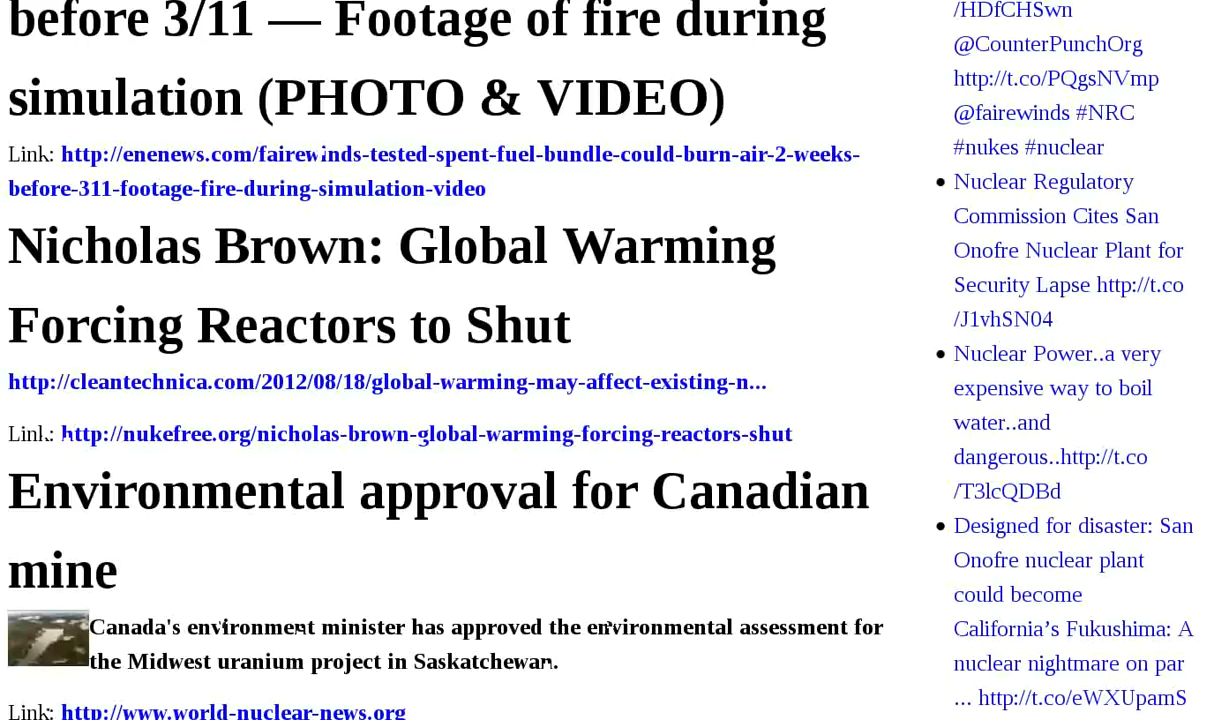 before 3/11 — Footage of fire during
simulation (PHOTO & VIDEO)
Link: http://enenews.com/fairewinds-tested-spent-fuel-bundle-could-burn-air-2-weeks-
before-311-footage-fire-during-simulation-video
Nicholas Brown: Global Warming
Forcing Reactors to Shut
http://cleantechnica.com/2012/08/18/global-warming-may-affect-existing-n...
Link: http://nukefree.org/nicholas-brown-global-warming-forcing-reactors-shut
Environmental approval for Canadian
mine
Canada's environment minister has approved the environmental assessment for
the Midwest uranium project in Saskatchewan.
Link: http://www.world-nuclear-news.org
/HDfCHSwn
@CounterPunchOrg
http://t.co/PQgsNVmp
@fairewinds #NRC
#nukes #nuclear
Nuclear Regulatory
Commission Cites San
Onofre Nuclear Plant for
Security Lapse http://t.co
/J1vhSN04
Nuclear Power..a very
expensive way to boil
water..and
dangerous..http://t.co
/T3lcQDBd
Designed for disaster: San
Onofre nuclear plant
could become
California’s Fukushima: A
nuclear nightmare on par
... http://t.co/eWXUpamS